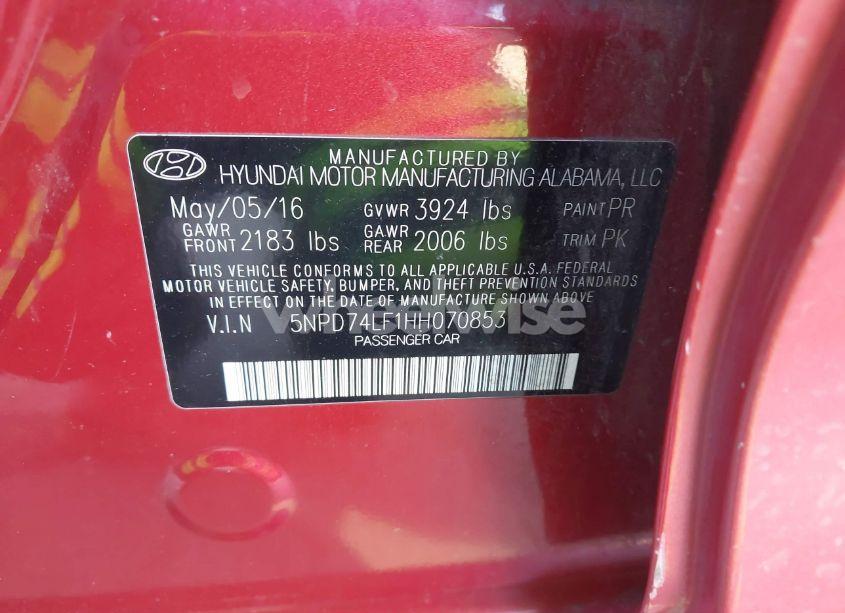 MANUFACTURED BY
HYUNDAI MOTOR MANUFACTURING ALABAMA, LLC
May/05/16 GVWR 3924 lbs PAINT PR
GAWR FRONT 2183 lbs GAWR REAR 2006 lbs TRIM PK
THIS VEHICLE CONFORMS TO ALL APPLICABLE U.S.A. FEDERAL
MOTOR VEHICLE SAFETY, BUMPER, AND THEFT PREVENTION STANDARDS
IN EFFECT ON THE DATE OF MANUFACTURE SHOWN ABOVE
V.I.N 5NPD74LF1HH070853
PASSENGER CAR